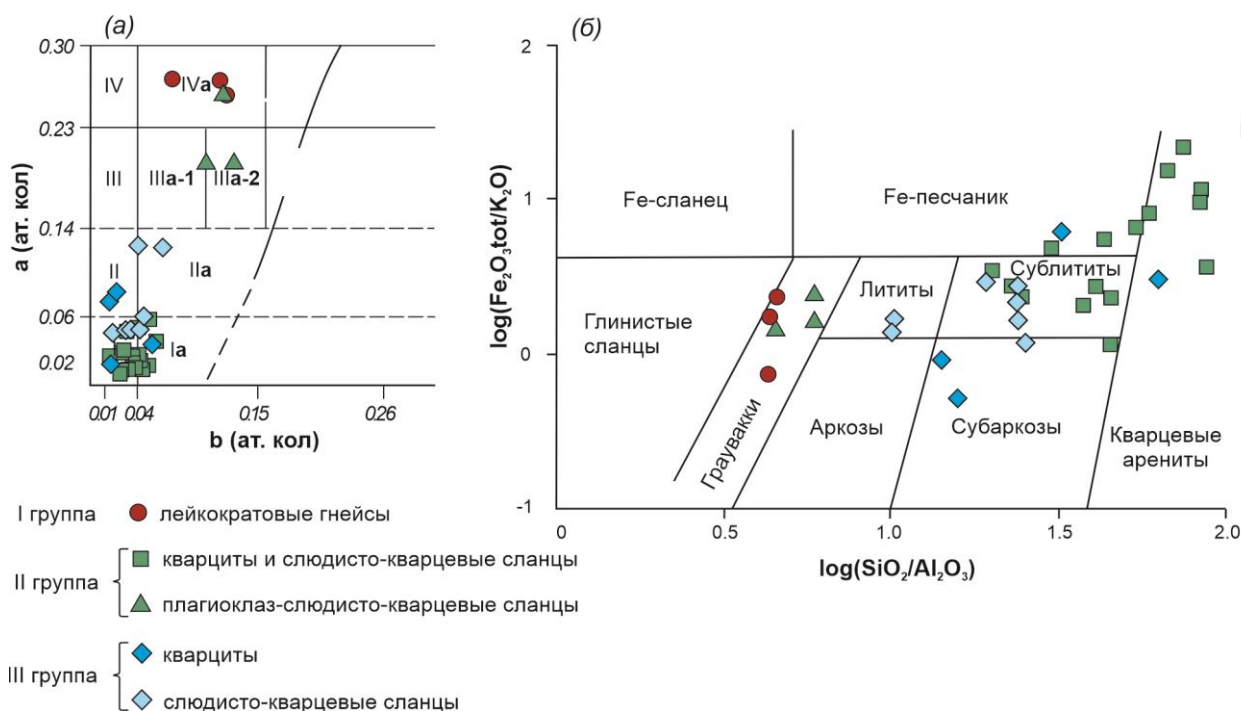 (а)
0.30
0.23
0.14
0.06
0.02
a (ат. кол)
IV
IVa
III
IIIa-1
IIIa-2
II
IIa
Ia
0.01
0.04
0.15
0.26
b (ат. кол)
(б)
2
1
0
-1
log(Fe₂O₃tot/K₂O)
Fe-сланец
Fe-песчаник
Глинистые
сланцы
Граувакки
Лититы
Сублититы
Аркозы
Субаркозы
Кварцевые
арениты
0
0.5
1.0
1.5
2.0
log(SiO₂/Al₂O₃)
I группа
лейкократовые гнейсы
II группа
кварциты и слюдисто-кварцевые сланцы
плагиоклаз-слюдисто-кварцевые сланцы
III группа
кварциты
слюдисто-кварцевые сланцы